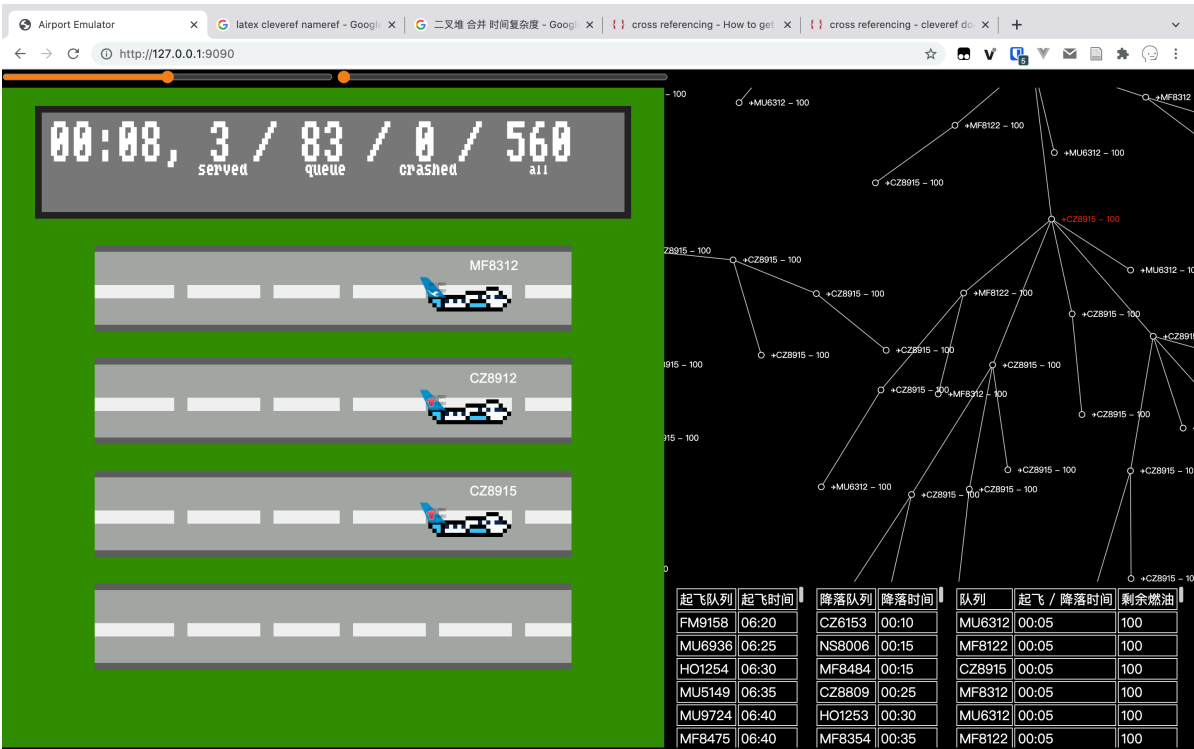 Airport Emulator
latex cleveref nameref - Googl
二叉堆 合并 时间复杂度 - Googl
cross referencing - How to get
cross referencing - cleveref do
http://127.0.0.1:9090
5
00:08, 3 / 83 / 0 / 560
served queue crashed all
MF8312
CZ8912
CZ8915
– 100
MU6312 – 100
MF8312
MF8122 – 100
MU6312 – 100
CZ8915 – 100
CZ8915 – 100
Z8915 – 100
CZ8915 – 100
MU6312 – 100
CZ8915 – 100
MF8122 – 100
CZ8915 – 100
CZ8915
CZ8915 – 100
CZ8915 – 100
915 – 100
CZ8915 – 100
CZ8915 – 100
MF8312 – 100
CZ8915 – 100
915 – 100
CZ8915 – 100
CZ8915 – 10
MU6312 – 100
CZ8915 – 100
CZ8915 – 100
0
CZ8915 – 10
起飞队列 起飞时间
FM9158 06:20
MU6936 06:25
HO1254 06:30
MU5149 06:35
MU9724 06:40
MF8475 06:40
降落队列 降落时间
CZ6153 00:10
NS8006 00:15
MF8484 00:15
CZ8809 00:25
HO1253 00:30
MF8354 00:35
队列 起飞 / 降落时间 剩余燃油
MU6312 00:05 100
MF8122 00:05 100
CZ8915 00:05 100
MF8312 00:05 100
MU6312 00:05 100
MF8122 00:05 100